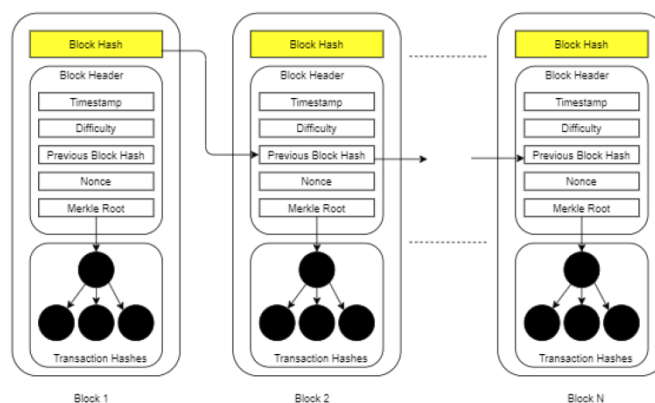 Block Hash
Block Header
Timestamp
Difficulty
Previous Block Hash
Nonce
Merkle Root
Transaction Hashes
Block 1
Block Hash
Block Header
Timestamp
Difficulty
Previous Block Hash
Nonce
Merkle Root
Transaction Hashes
Block 2
Block Hash
Block Header
Timestamp
Difficulty
Previous Block Hash
Nonce
Merkle Root
Transaction Hashes
Block N